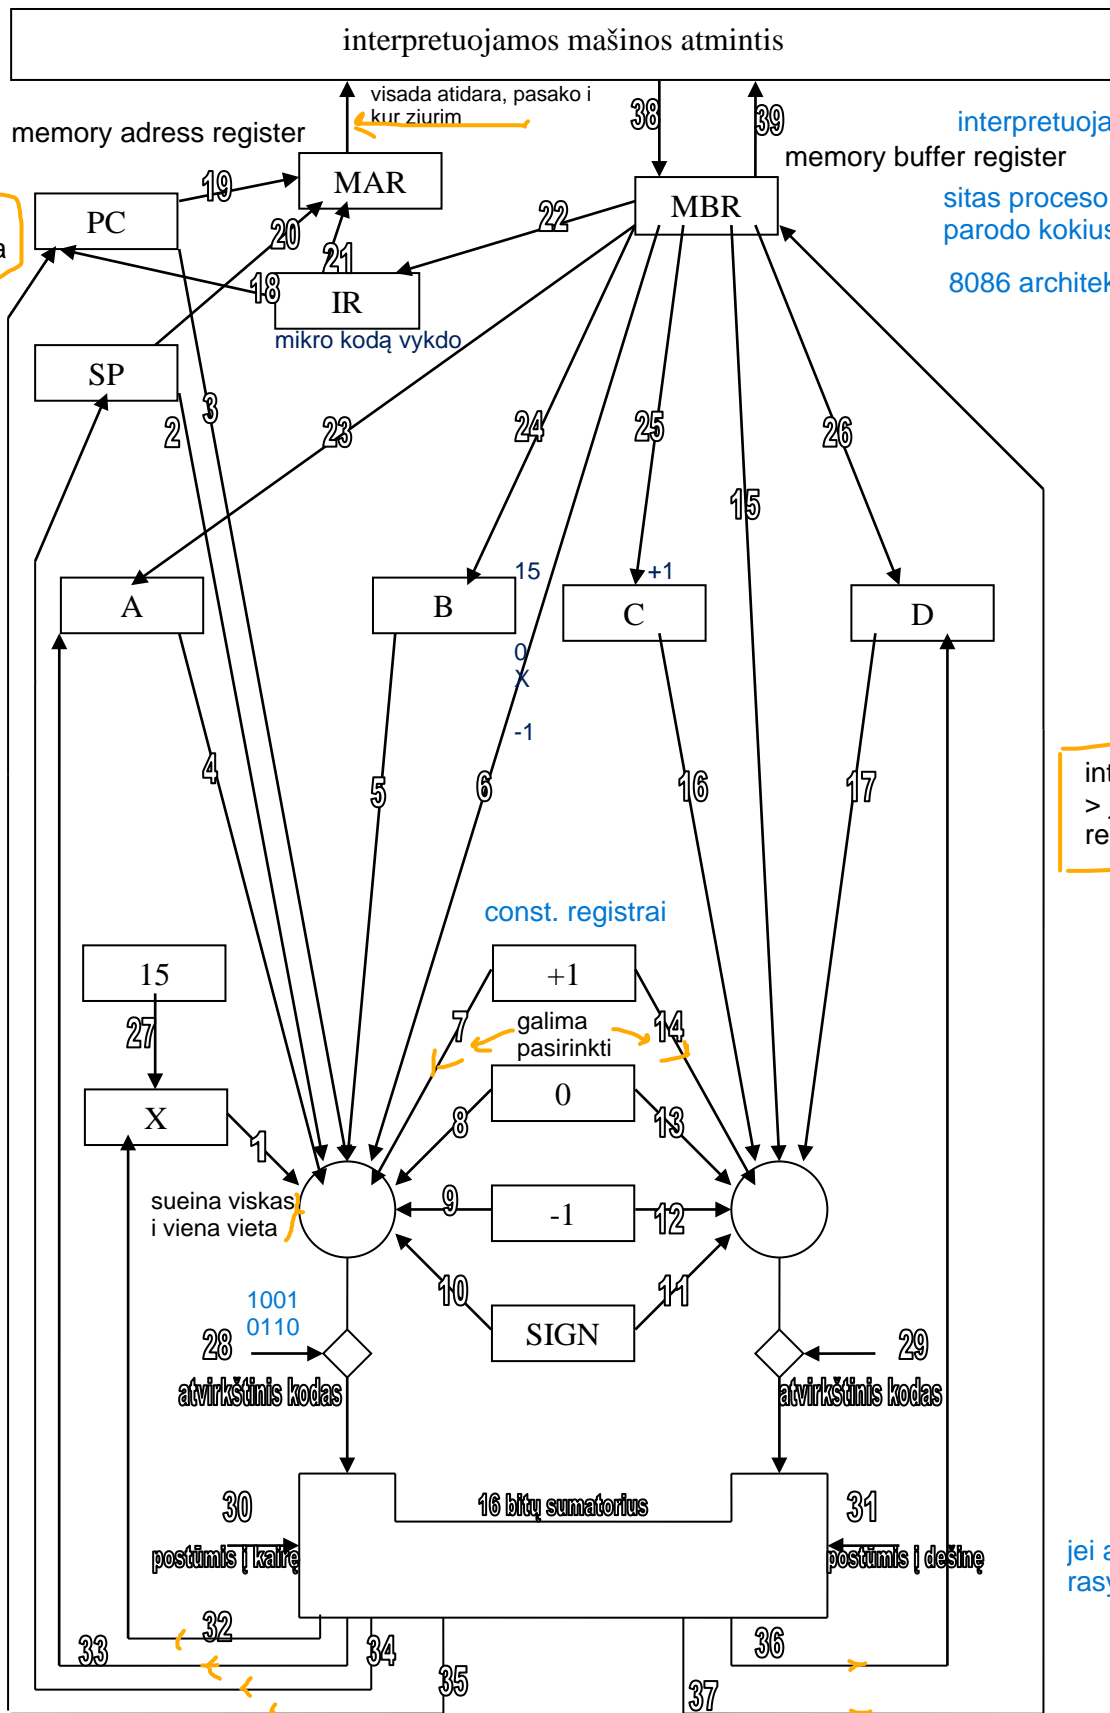 interpretuojamos mašinos atmintis
visada atidara, pasako i
kur ziurim
38
39
interpretuoja
memory adress register
memory buffer register
MAR
MBR
19
sitas proceso
parodo kokius
PC
a
20
22
21
18
IR
8086 architek
mikro kodą vykdo
SP
2
3
23
24
25
26
15
15
+1
A
B
C
D
0
X
-1
4
5
6
16
17
int
>
re
const. registrai
15
+1
27
7
galima
pasirinkti
14
X
0
1
8
13
sueina viskas
i viena vieta
9
-1
12
10
11
1001
0110
SIGN
28
29
atvirkštinis kodas
atvirkštinis kodas
30
16 bitų sumatorius
31
postūmis į kairę
postūmis į dešinę
jei a
rasy
32
33
34
35
36
37